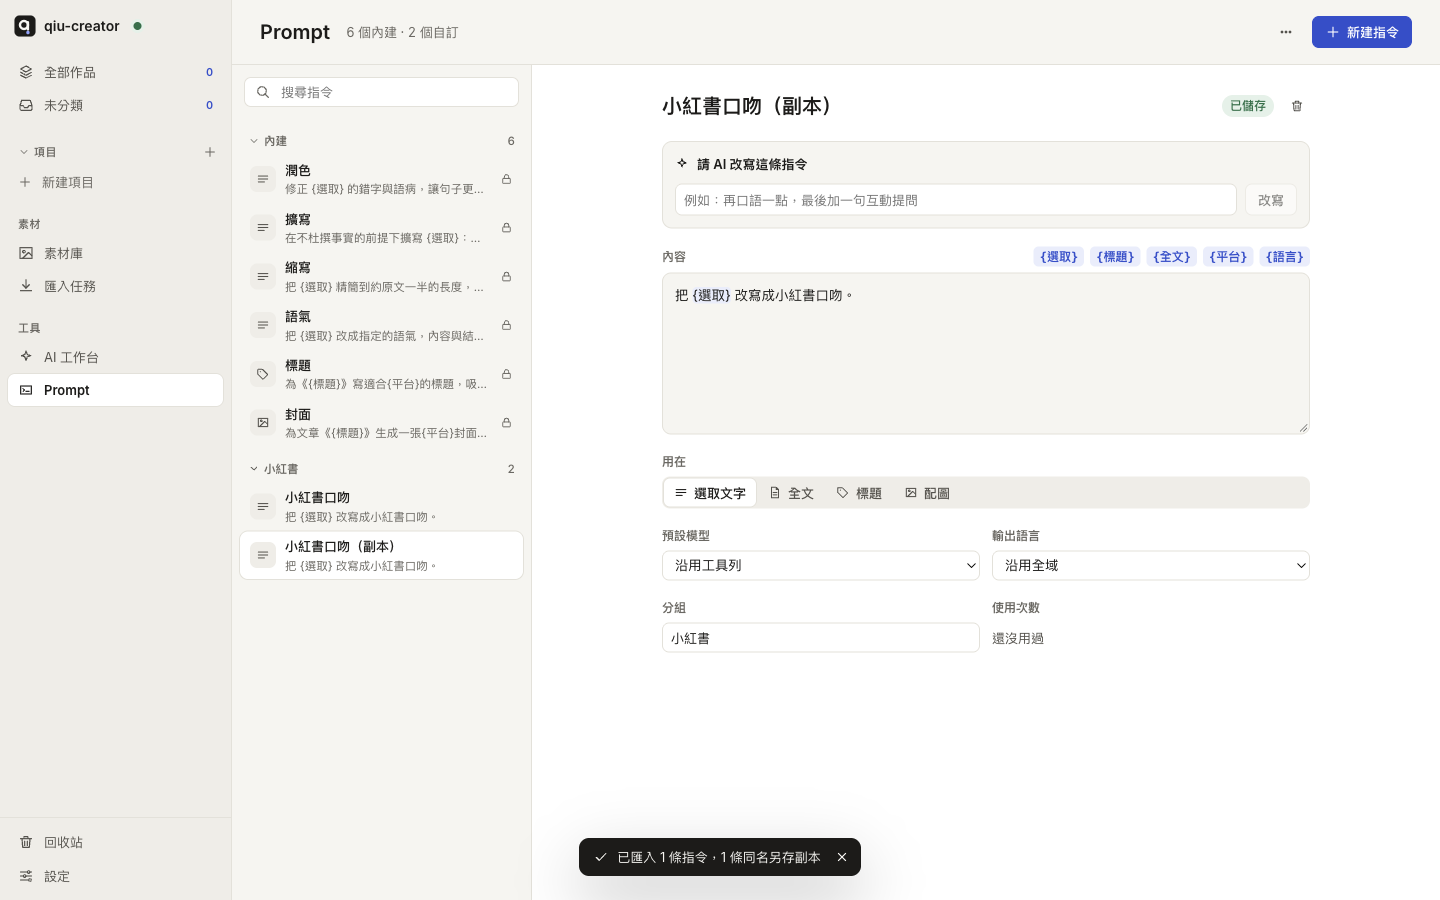 qiu-creator
全部作品 0
未分類 0
項目
新建項目
素材
素材庫
匯入任務
工具
AI 工作台
Prompt
回收站
設定
Prompt 6 個內建 · 2 個自訂
新建指令
搜尋指令
內建 6
潤色
修正 {選取} 的錯字與語病，讓句子更...
擴寫
在不杜撰事實的前提下擴寫 {選取}：...
縮寫
把 {選取} 精簡到約原文一半的長度，...
語氣
把 {選取} 改成指定的語氣，內容與結...
標題
為《{標題}》寫適合{平台}的標題，吸...
封面
為文章《{標題}》生成一張{平台}封面...
小紅書 2
小紅書口吻
把 {選取} 改寫成小紅書口吻。
小紅書口吻（副本）
把 {選取} 改寫成小紅書口吻。
小紅書口吻（副本） 已儲存
請 AI 改寫這條指令
例如：再口語一點，最後加一句互動提問 改寫
內容 {選取} {標題} {全文} {平台} {語言}
把 {選取} 改寫成小紅書口吻。
用在
選取文字 全文 標題 配圖
預設模型 輸出語言
沿用工具列 沿用全域
分組 使用次數
小紅書 還沒用過
已匯入 1 條指令，1 條同名另存副本